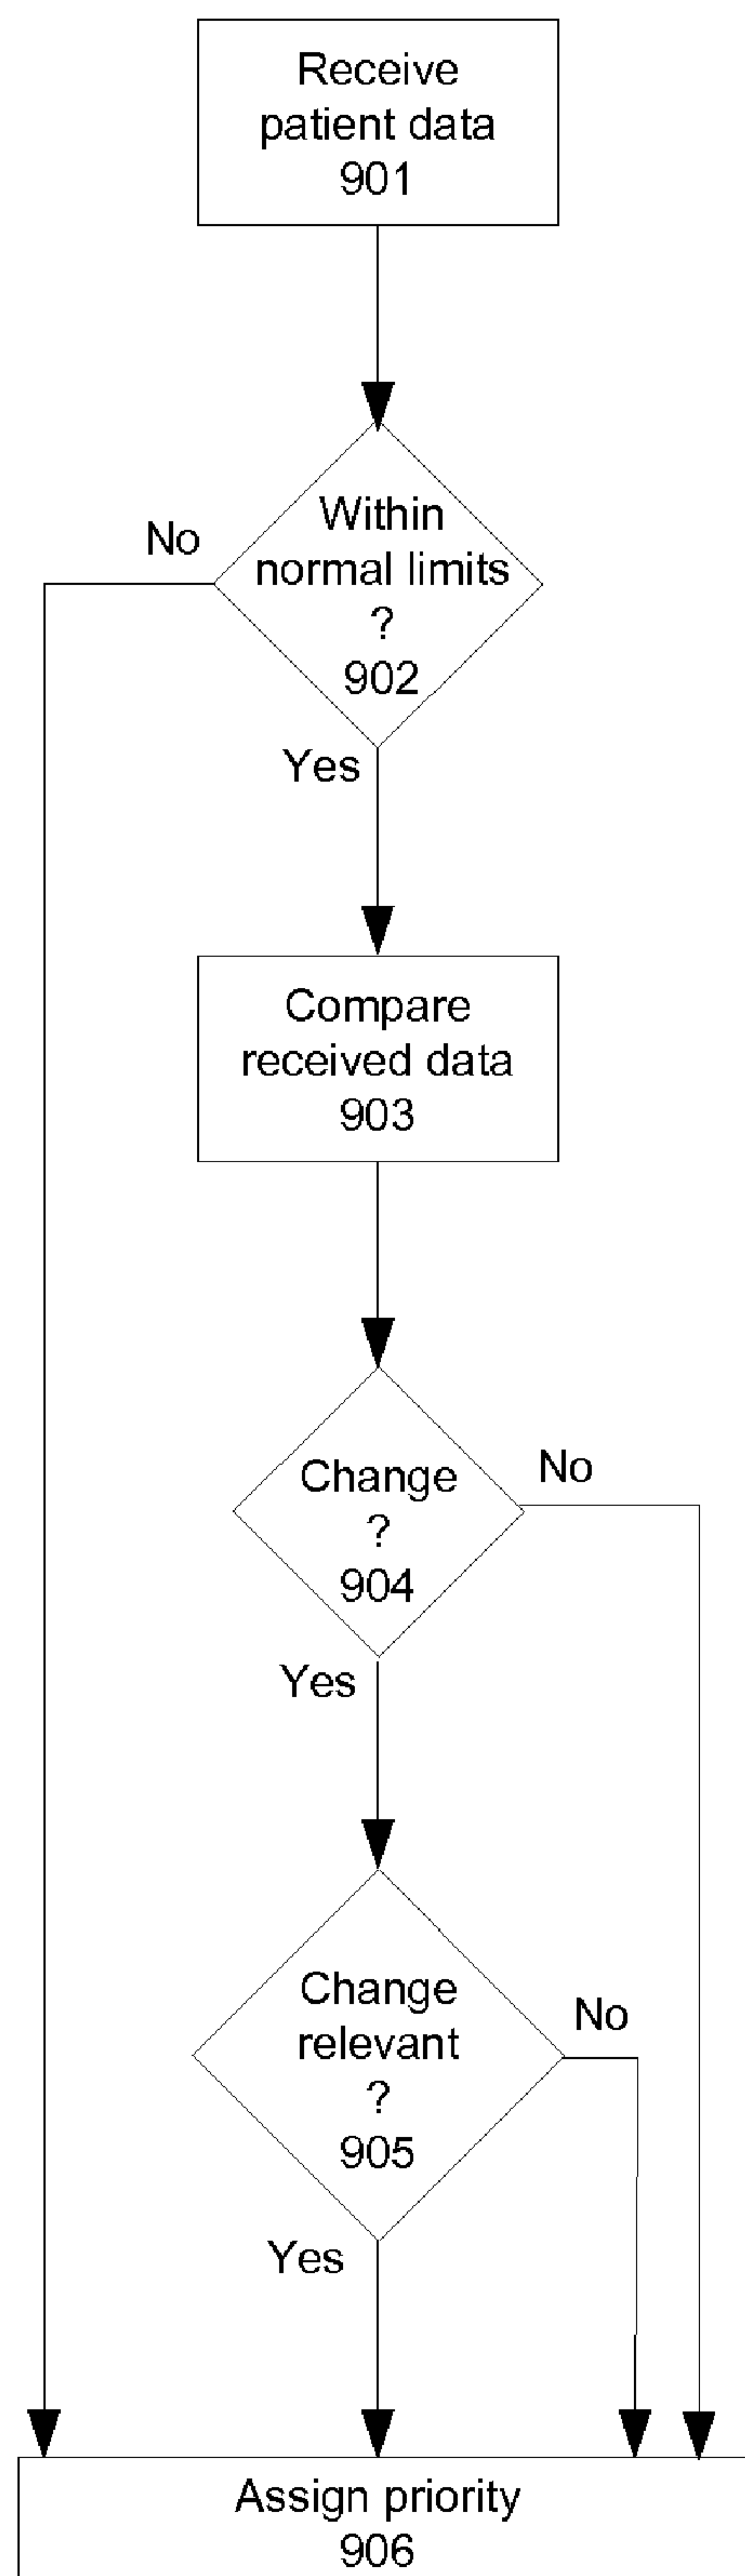 Receive
patient data
901
No
Within
normal limits
?
902
Yes
Compare
received data
903
Change
?
904
No
Yes
Change
relevant
?
905
No
Yes
Assign priority
906